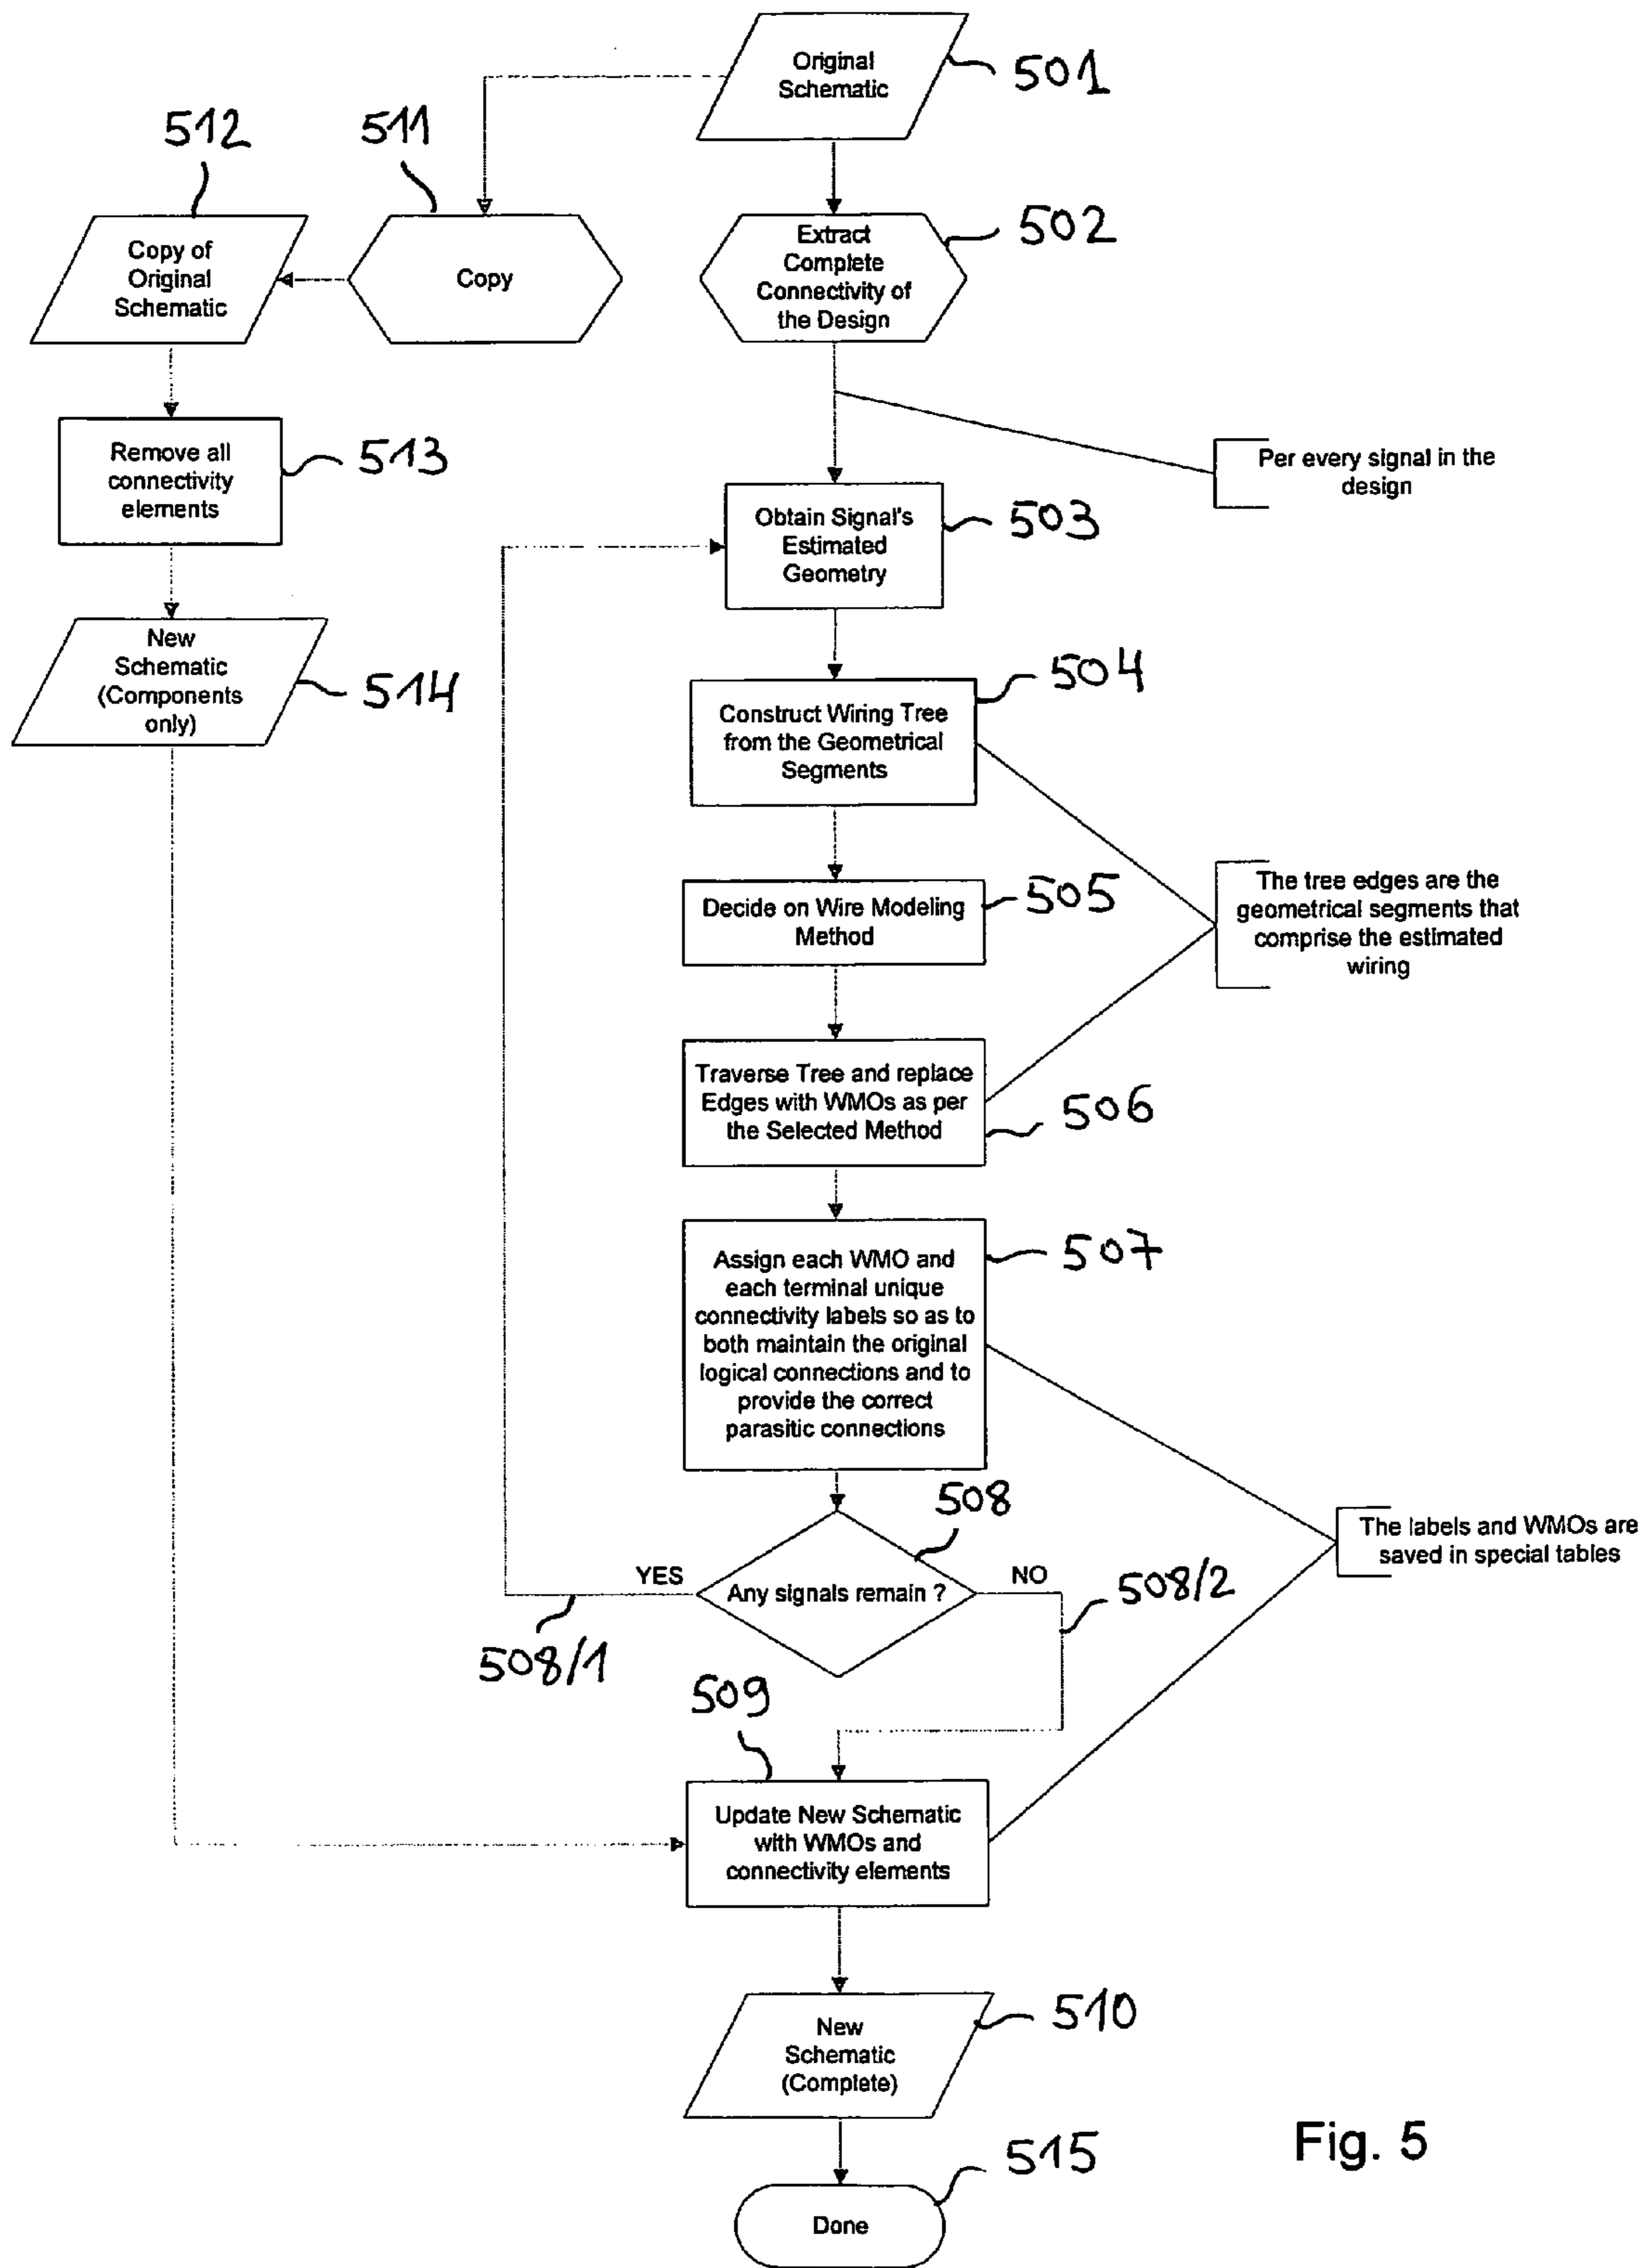 Original
Schematic
501
512
511
Copy of
Original
Schematic
Copy
Extract
Complete
Connectivity of
the Design
502
Remove all
connectivity
elements
513
Per every signal in the
design
Obtain Signal's
Estimated
Geometry
503
New
Schematic
(Components
only)
514
Construct Wiring Tree
from the Geometrical
Segments
504
Decide on Wire Modeling
Method
505
The tree edges are the
geometrical segments that
comprise the estimated
wiring
Traverse Tree and replace
Edges with WMOs as per
the Selected Method
506
Assign each WMO and
each terminal unique
connectivity labels so as to
both maintain the original
logical connections and to
provide the correct
parasitic connections
507
508
YES
Any signals remain ?
NO
508/1
508/2
The labels and WMOs are
saved in special tables
509
Update New Schematic
with WMOs and
connectivity elements
New
Schematic
(Complete)
510
515
Done
Fig. 5